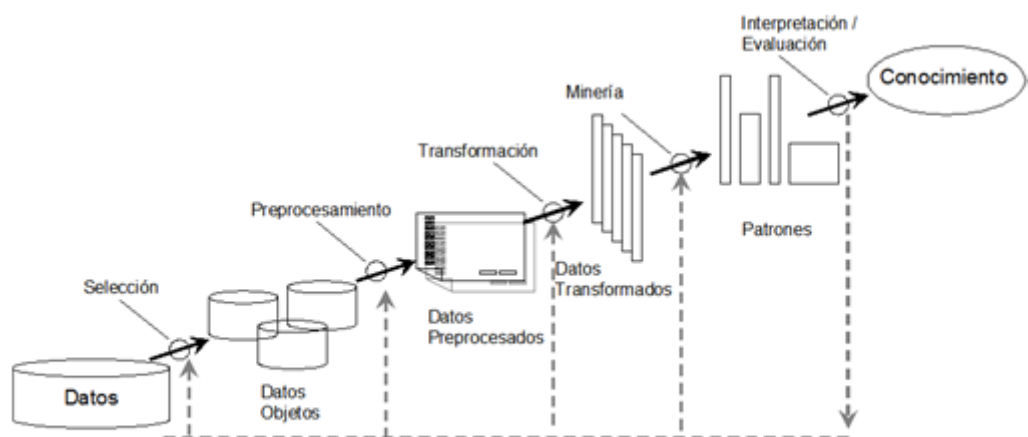 Datos
Selección
Datos
Objetos
Preprocesamiento
Datos
Preprocesados
Transformación
Datos
Transformados
Minería
Patrones
Interpretación /
Evaluación
Conocimiento